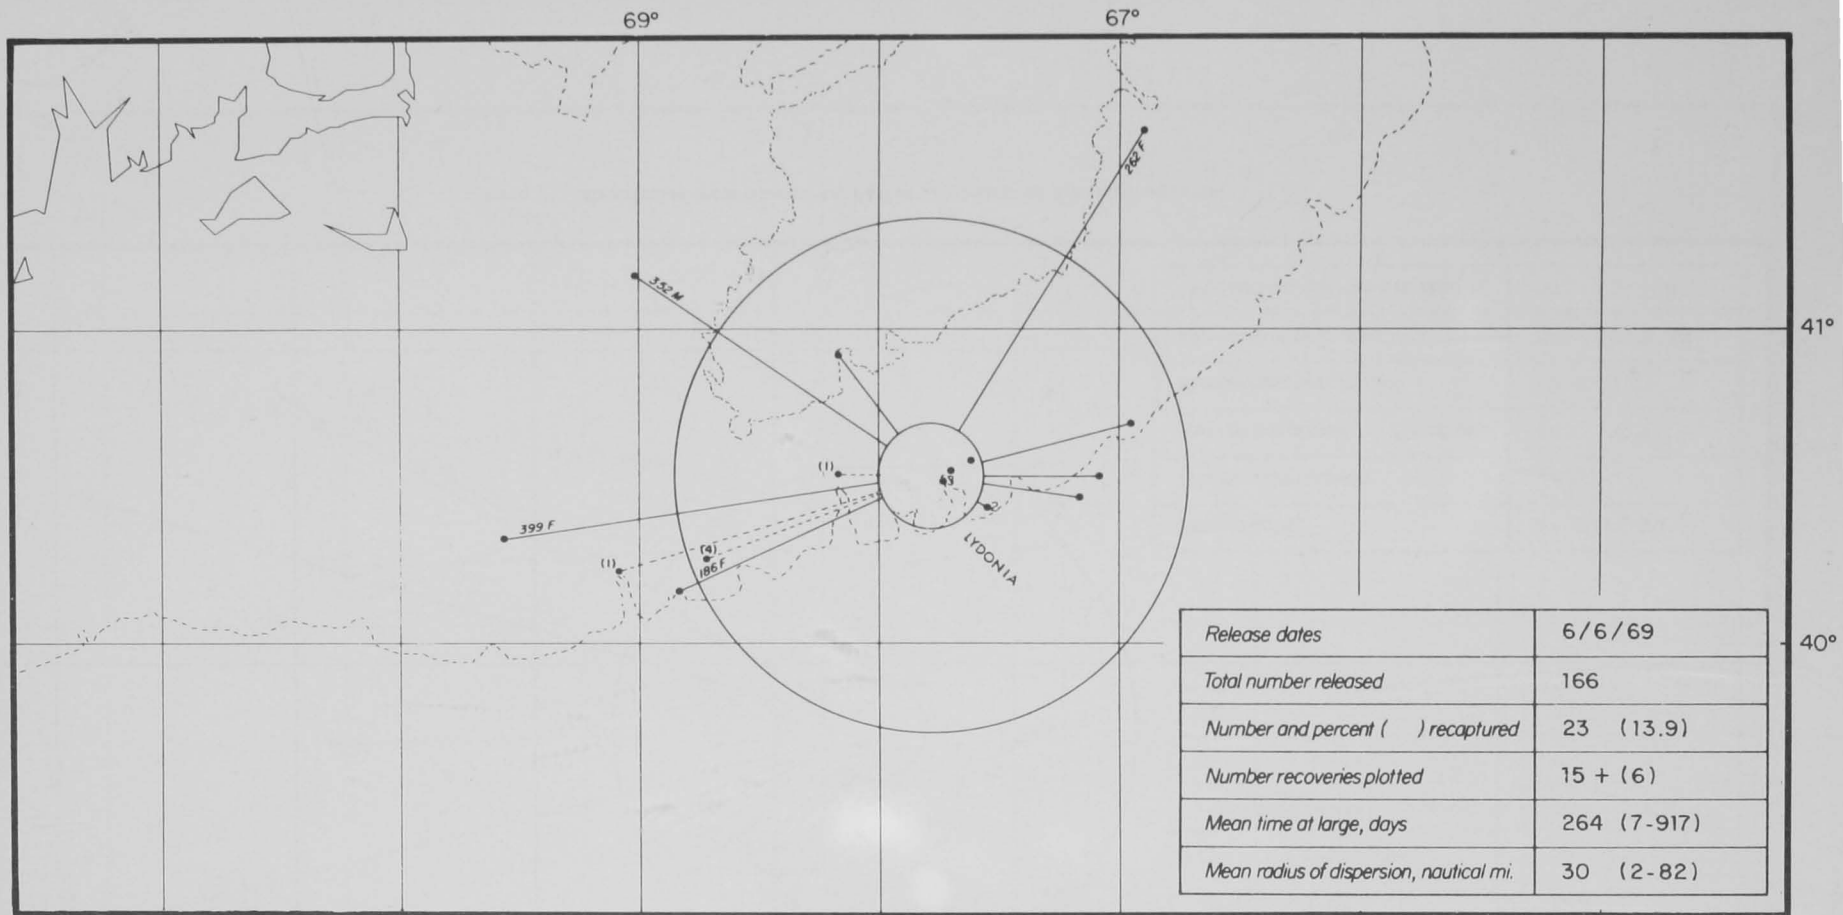 69° 67°
262 F
352 M
41°
(1)
399 F
(4)
(1)
186 F
2
LYDONIA
40°
Release dates 6/6/69
Total number released 166
Number and percent ( ) recaptured 23 (13.9)
Number recoveries plotted 15 + (6)
Mean time at large, days 264 (7-917)
Mean radius of dispersion, nautical mi. 30 (2-82)